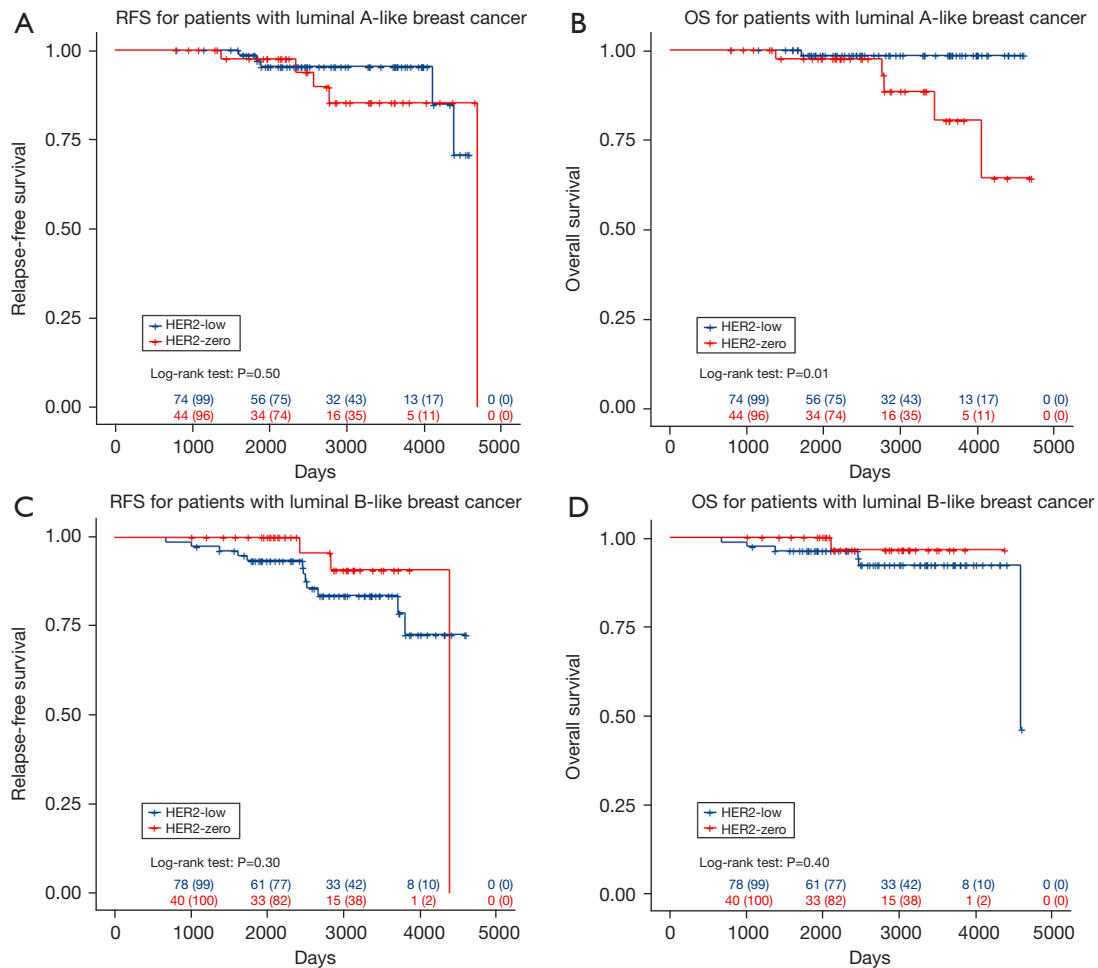 A
RFS for patients with luminal A-like breast cancer
1.00
0.75
0.50
0.25
0.00
Relapse-free survival
HER2-low
HER2-zero
Log-rank test: P=0.50
74 (99) 56 (75) 32 (43) 13 (17) 0 (0)
44 (96) 34 (74) 16 (35) 5 (11) 0 (0)
0 1000 2000 3000 4000 5000
Days
B
OS for patients with luminal A-like breast cancer
1.00
0.75
0.50
0.25
0.00
Overall survival
HER2-low
HER2-zero
Log-rank test: P=0.01
74 (99) 56 (75) 32 (43) 13 (17) 0 (0)
44 (96) 34 (74) 16 (35) 5 (11) 0 (0)
0 1000 2000 3000 4000 5000
Days
C
RFS for patients with luminal B-like breast cancer
1.00
0.75
0.50
0.25
0.00
Relapse-free survival
HER2-low
HER2-zero
Log-rank test: P=0.30
78 (99) 61 (77) 33 (42) 8 (10) 0 (0)
40 (100) 33 (82) 15 (38) 1 (2) 0 (0)
0 1000 2000 3000 4000 5000
Days
D
OS for patients with luminal B-like breast cancer
1.00
0.75
0.50
0.25
0.00
Overall survival
HER2-low
HER2-zero
Log-rank test: P=0.40
78 (99) 61 (77) 33 (42) 8 (10) 0 (0)
40 (100) 33 (82) 15 (38) 1 (2) 0 (0)
0 1000 2000 3000 4000 5000
Days